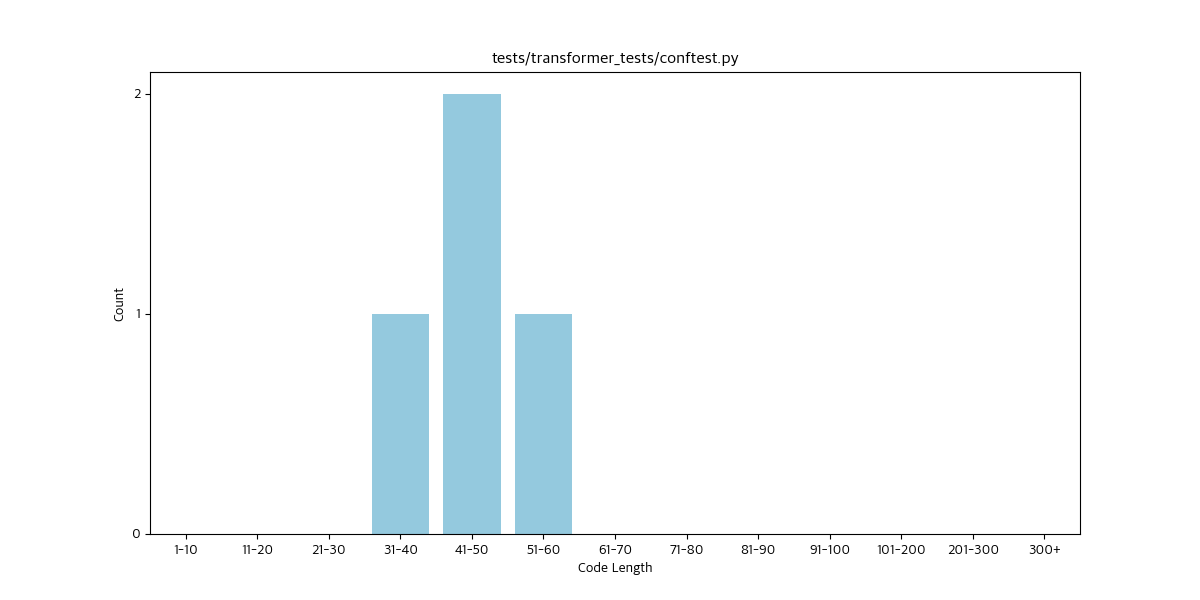 tests/transformer_tests/conftest.py
2
1
0
Count
1-10 11-20 21-30 31-40 41-50 51-60 61-70 71-80 81-90 91-100 101-200 201-300 300+
Code Length